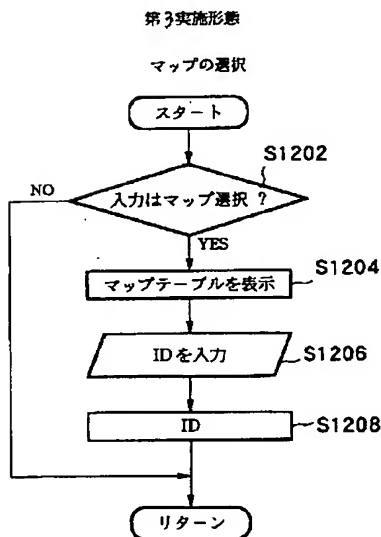 第3実施形態
マップの選択
スタート
S1202
入力はマップ選択 ?
NO
YES
マップテーブルを表示
S1204
IDを入力
S1206
ID
S1208
リターン